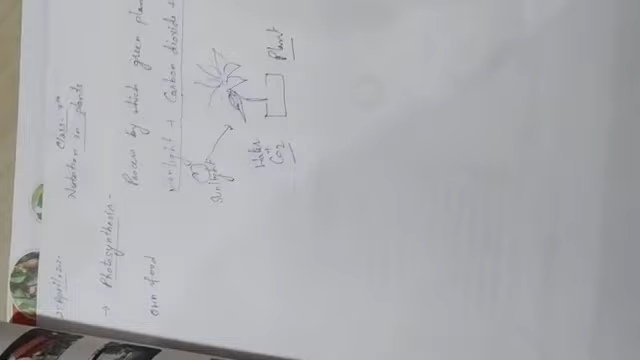 Class:- 7th
Nutrition in plants
→ Photosynthesis -
Process by which green plan
own food
sunlight + Carbon dioxide +
Sunlight
Water
+
Co2
Plant